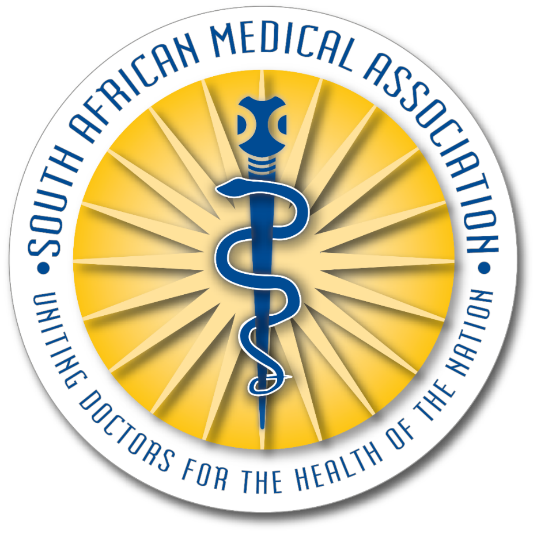 SOUTH AFRICAN MEDICAL ASSOCIATION
UNITING DOCTORS FOR THE HEALTH OF THE NATION